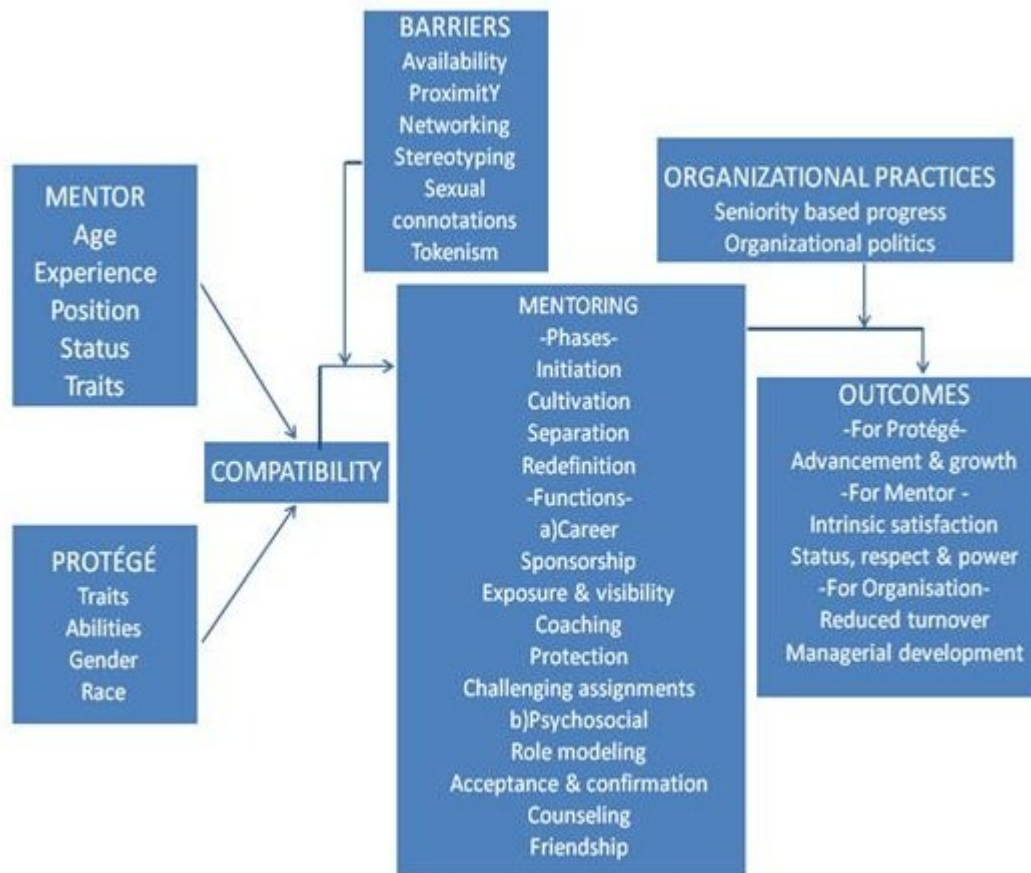 BARRIERS
Availability
ProximitY
Networking
Stereotyping
Sexual
connotations
Tokenism
MENTOR
Age
Experience
Position
Status
Traits
ORGANIZATIONAL PRACTICES
Seniority based progress
Organizational politics
COMPATIBILITY
PROTÉGÉ
Traits
Abilities
Gender
Race
MENTORING
-Phases-
Initiation
Cultivation
Separation
Redefinition
-Functions-
a)Career
Sponsorship
Exposure & visibility
Coaching
Protection
Challenging assignments
b)Psychosocial
Role modeling
Acceptance & confirmation
Counseling
Friendship
OUTCOMES
-For Protégé-
Advancement & growth
-For Mentor -
Intrinsic satisfaction
Status, respect & power
-For Organisation-
Reduced turnover
Managerial development